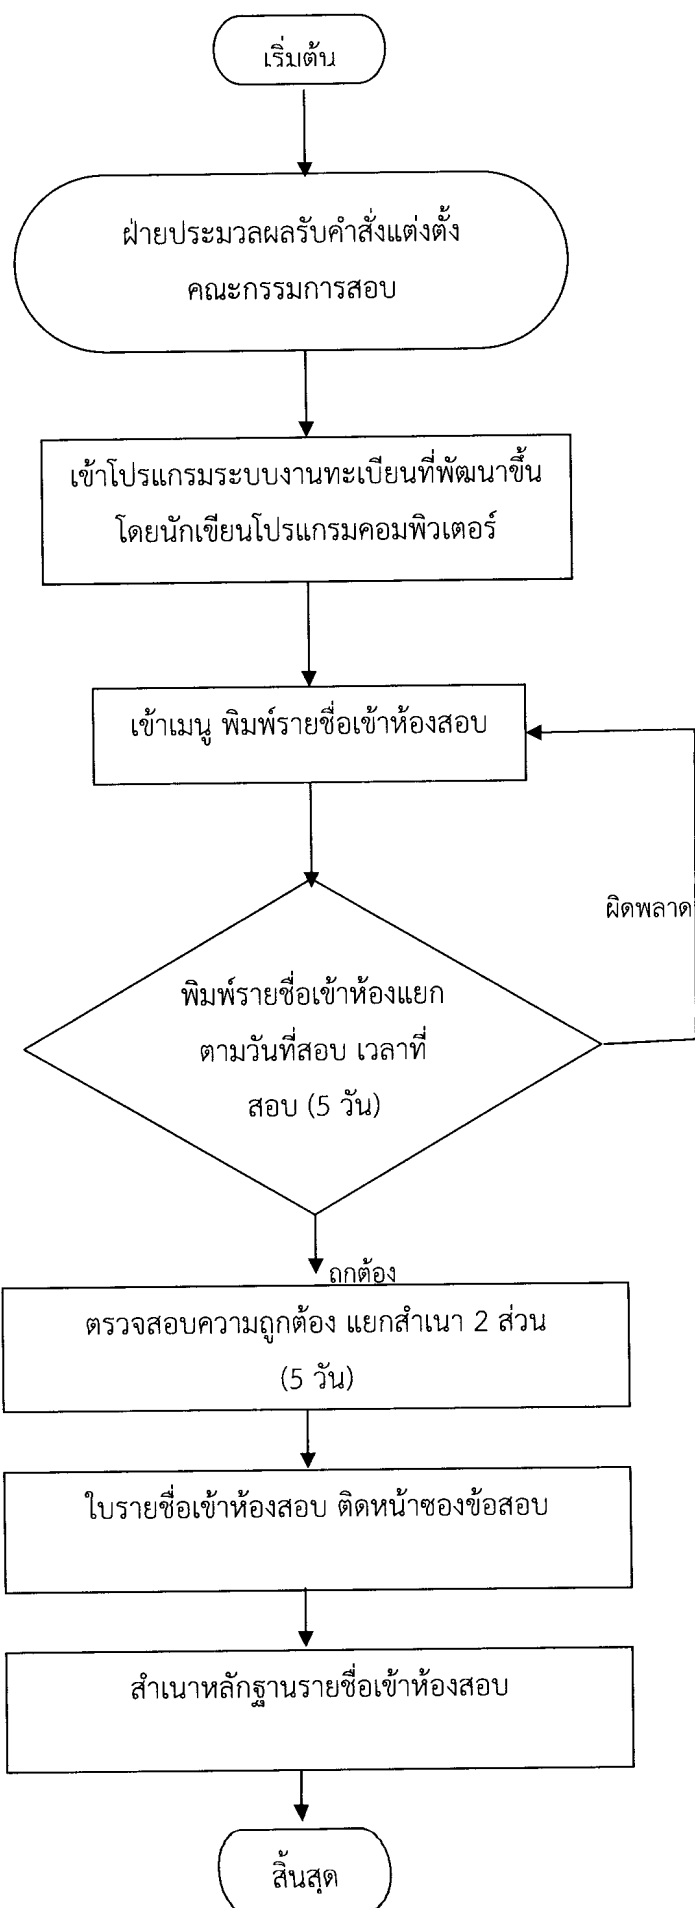 เริ่มต้น
ฝ่ายประมวลผลรับคำสั่งแต่งตั้ง
คณะกรรมการสอบ
เข้าโปรแกรมระบบงานทะเบียนที่พัฒนาขึ้น
โดยนักเขียนโปรแกรมคอมพิวเตอร์
เข้าเมนู พิมพ์รายชื่อเข้าห้องสอบ
ผิดพลาด
พิมพ์รายชื่อเข้าห้องแยก
ตามวันที่สอบ เวลาที่
สอบ (5 วัน)
ถูกต้อง
ตรวจสอบความถูกต้อง แยกสำเนา 2 ส่วน
(5 วัน)
ใบรายชื่อเข้าห้องสอบ ติดหน้าซองข้อสอบ
สำเนาหลักฐานรายชื่อเข้าห้องสอบ
สิ้นสุด